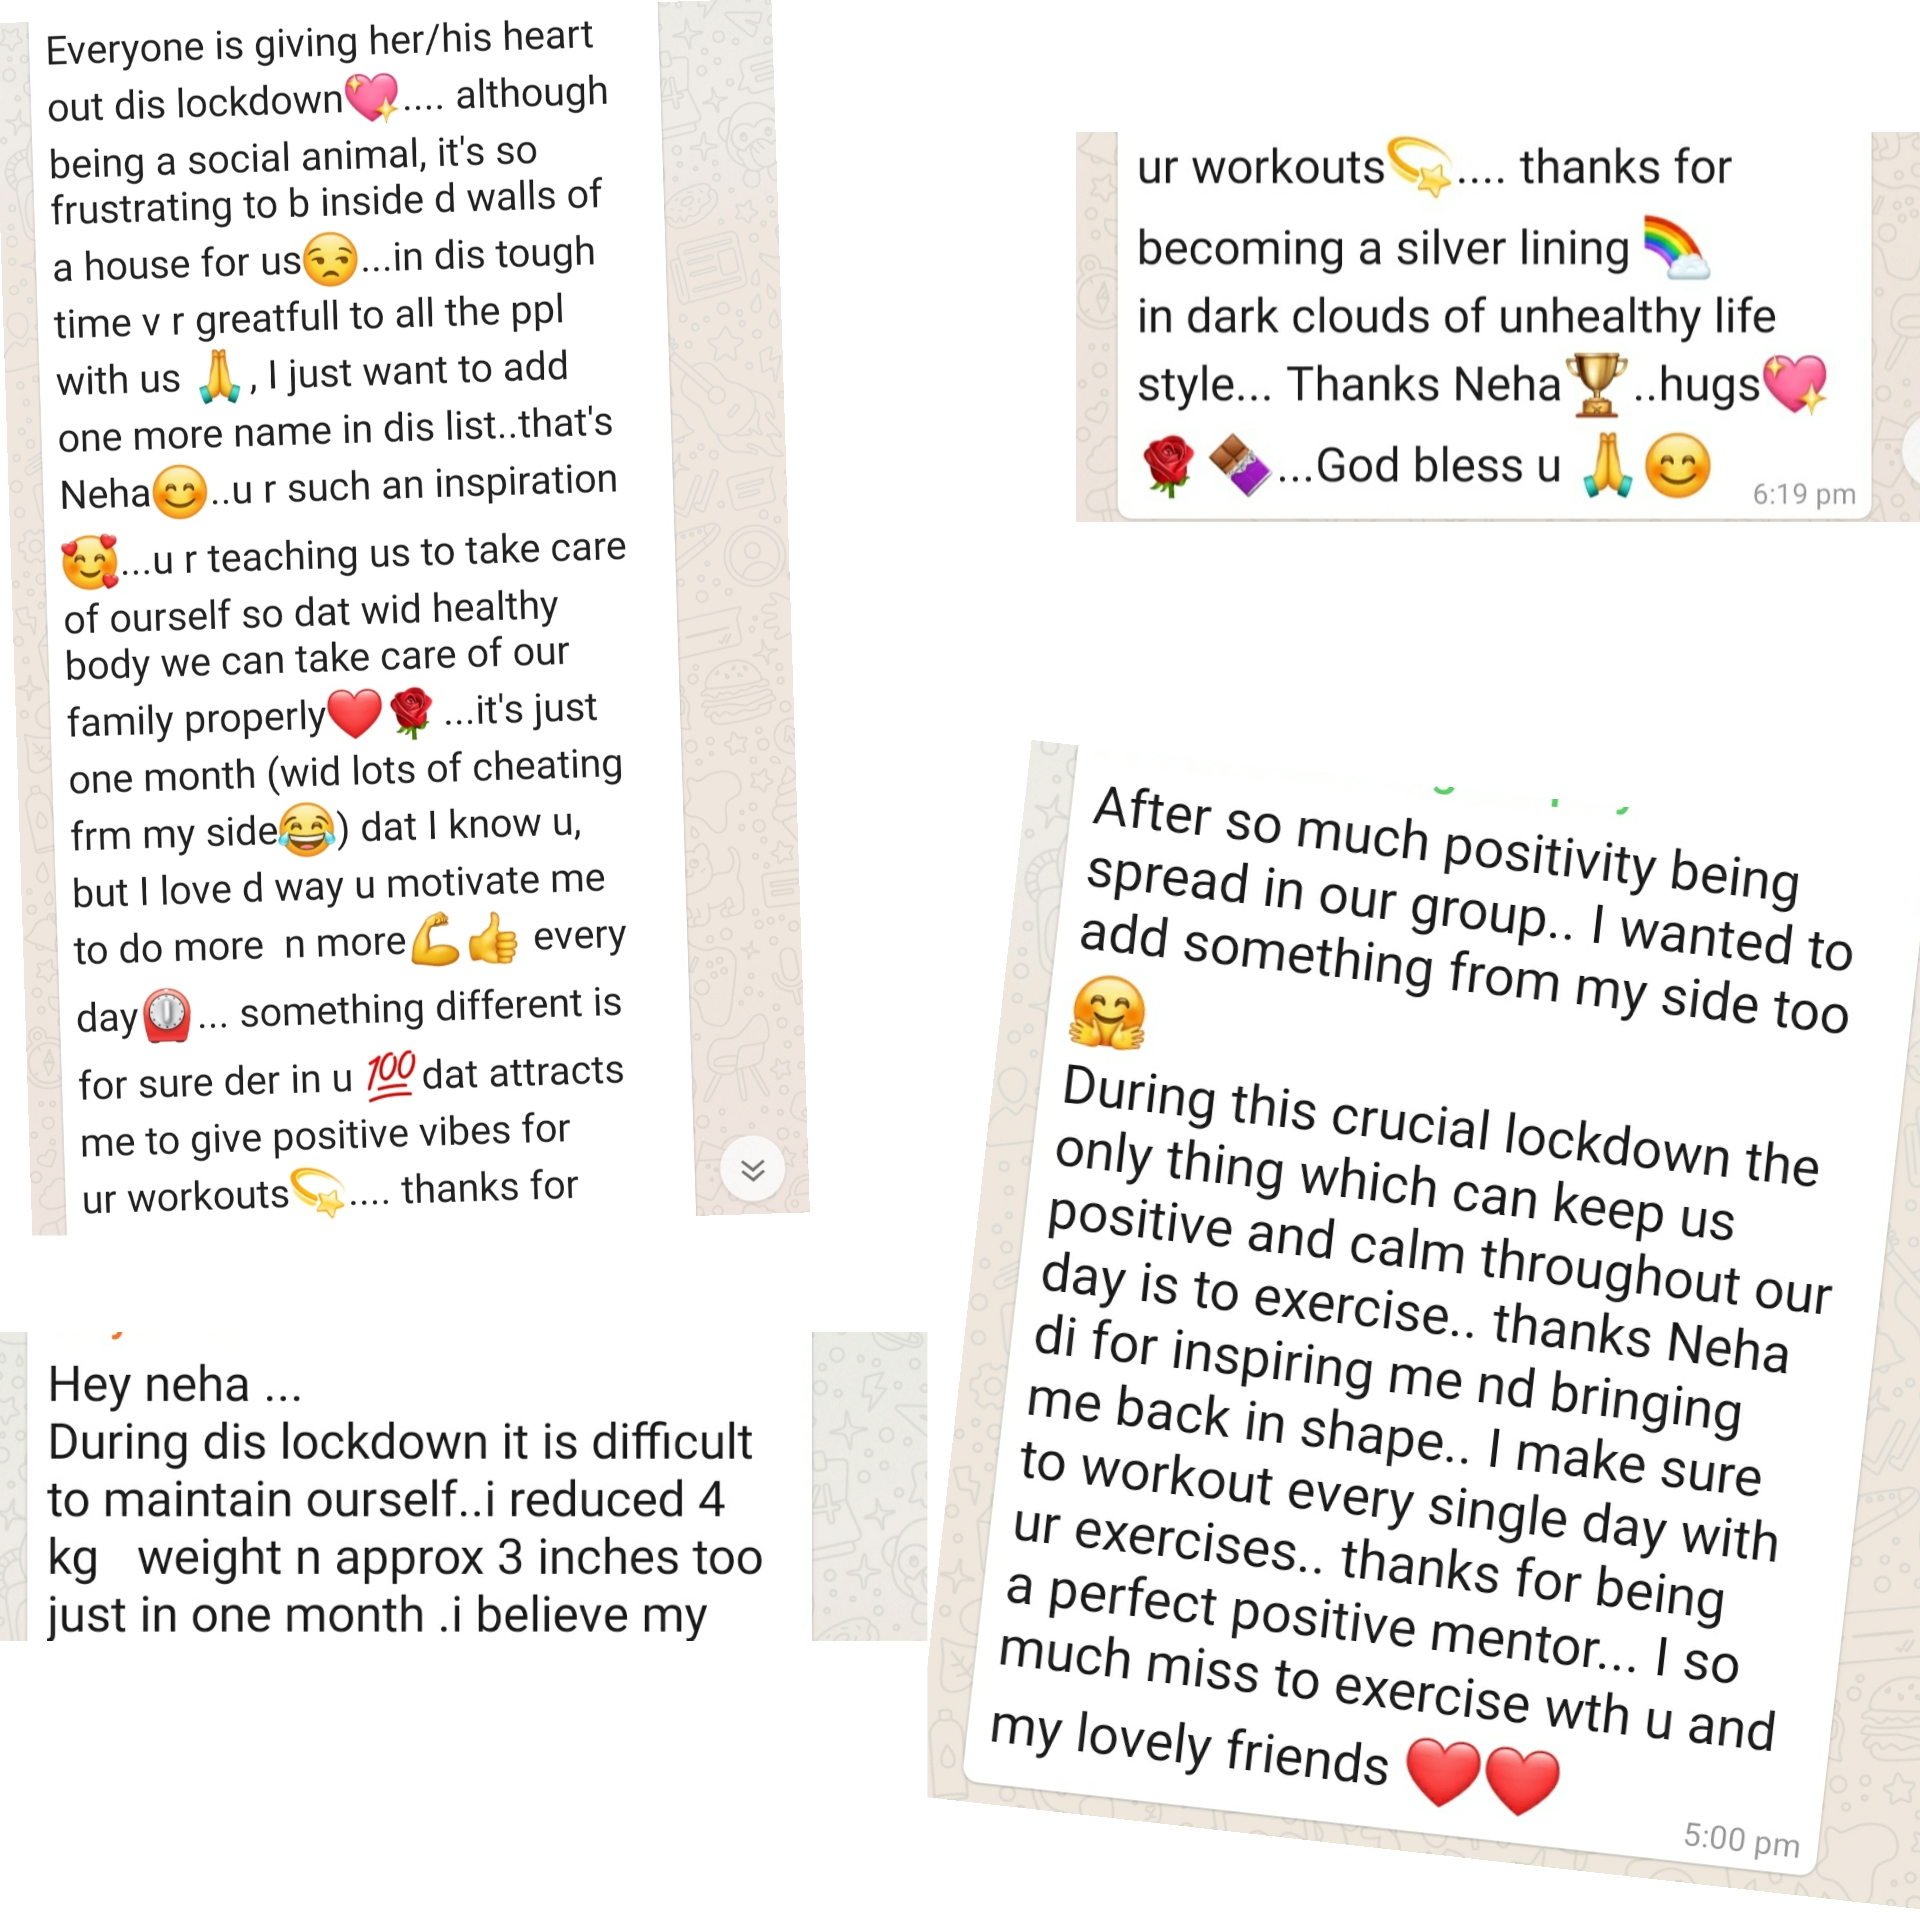 Everyone is giving her/his heart
out dis lockdown💖.... although
being a social animal, it's so
frustrating to b inside d walls of
a house for us😒...in dis tough
time v r greatfull to all the ppl
with us 🙏, I just want to add
one more name in dis list..that's
Neha😊..u r such an inspiration
🥰...u r teaching us to take care
of ourself so dat wid healthy
body we can take care of our
family properly❤️🌹 ...it's just
one month (wid lots of cheating
frm my side😂) dat I know u,
but I love d way u motivate me
to do more  n more💪👍 every
day⏲️... something different is
for sure der in u 💯 dat attracts
me to give positive vibes for
ur workouts💫.... thanks for
ur workouts💫.... thanks for
becoming a silver lining 🌈
in dark clouds of unhealthy life
style... Thanks Neha🏆..hugs💖
🌹🍫...God bless u 🙏😊
6:19 pm
Hey neha ...
During dis lockdown it is difficult
to maintain ourself..i reduced 4
kg   weight n approx 3 inches too
just in one month .i believe my
After so much positivity being
spread in our group.. I wanted to
add something from my side too
🤗
During this crucial lockdown the
only thing which can keep us
positive and calm throughout our
day is to exercise.. thanks Neha
di for inspiring me nd bringing
me back in shape.. I make sure
to workout every single day with
ur exercises.. thanks for being
a perfect positive mentor... I so
much miss to exercise wth u and
my lovely friends ❤️❤️
5:00 pm